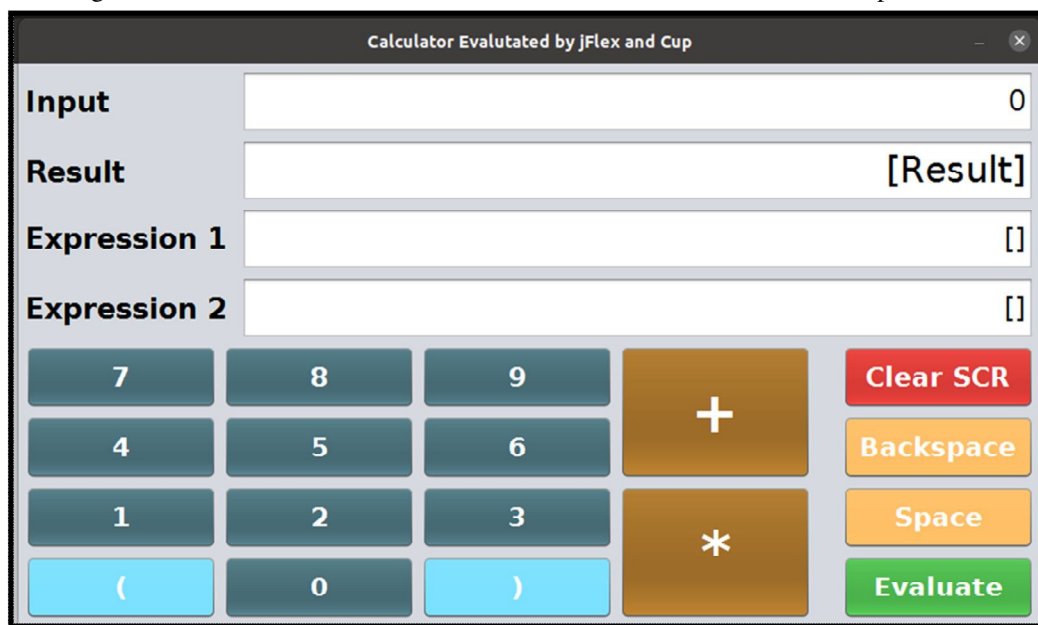 Calculator Evalutated by jFlex and Cup
Input 0
Result [Result]
Expression 1 []
Expression 2 []
7 8 9 + Clear SCR
4 5 6 Backspace
1 2 3 * Space
( 0 ) Evaluate